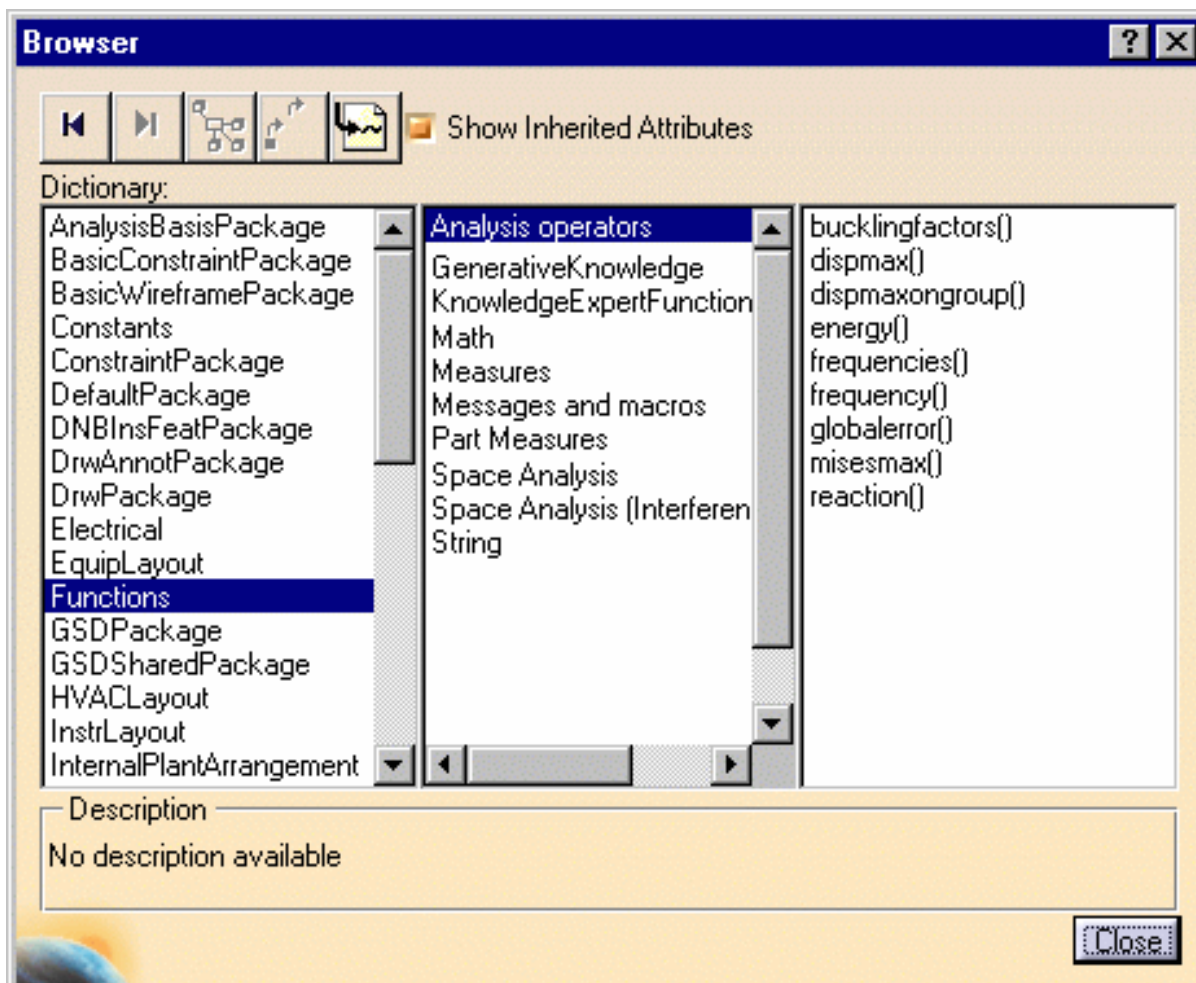 Browser
Show Inherited Attributes
Dictionary:
AnalysisBasisPackage
BasicConstraintPackage
BasicWireframePackage
Constants
ConstraintPackage
DefaultPackage
DNBInsFeatPackage
DrwAnnotPackage
DrwPackage
Electrical
EquipLayout
Functions
GSDPackage
GSDSharedPackage
HVACLayout
InstrLayout
InternalPlantArrangement
Analysis operators
GenerativeKnowledge
KnowledgeExpertFunction
Math
Measures
Messages and macros
Part Measures
Space Analysis
Space Analysis (Interferen
String
bucklingfactors()
dispmax()
dispmaxongroup()
energy()
frequencies()
frequency()
globalerror()
misesmax()
reaction()
Description
No description available
Close